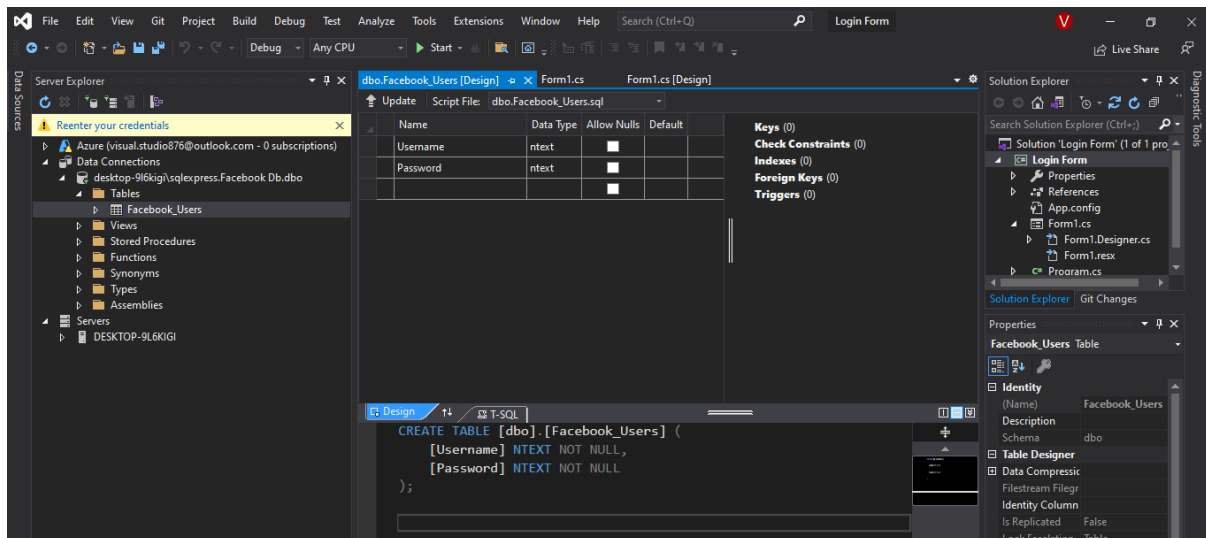 File Edit View Git Project Build Debug Test Analyze Tools Extensions Window Help Search (Ctrl+Q) Login Form V
Debug Any CPU Start Live Share
Data Sources
Server Explorer
Reenter your credentials
Azure (visual.studio876@outlook.com - 0 subscriptions)
Data Connections
desktop-9l6kigi\sqlexpress.Facebook Db.dbo
Tables
Facebook_Users
Views
Stored Procedures
Functions
Synonyms
Types
Assemblies
Servers
DESKTOP-9L6KIGI
dbo.Facebook_Users [Design] Form1.cs Form1.cs [Design]
Update Script File: dbo.Facebook_Users.sql
Name Data Type Allow Nulls Default
Username ntext
Password ntext
Keys (0)
Check Constraints (0)
Indexes (0)
Foreign Keys (0)
Triggers (0)
Design T-SQL
CREATE TABLE [dbo].[Facebook_Users] (
[Username] NTEXT NOT NULL,
[Password] NTEXT NOT NULL
);
Solution Explorer
Search Solution Explorer (Ctrl+;)
Solution 'Login Form' (1 of 1 proj
Login Form
Properties
References
App.config
Form1.cs
Form1.Designer.cs
Form1.resx
C# Program.cs
Solution Explorer Git Changes
Properties
Facebook_Users Table
Identity
(Name) Facebook_Users
Description
Schema dbo
Table Designer
Data Compressic
Filestream Filegr
Identity Column
Is Replicated False
Lock Escalation Table
Diagnostic Tools